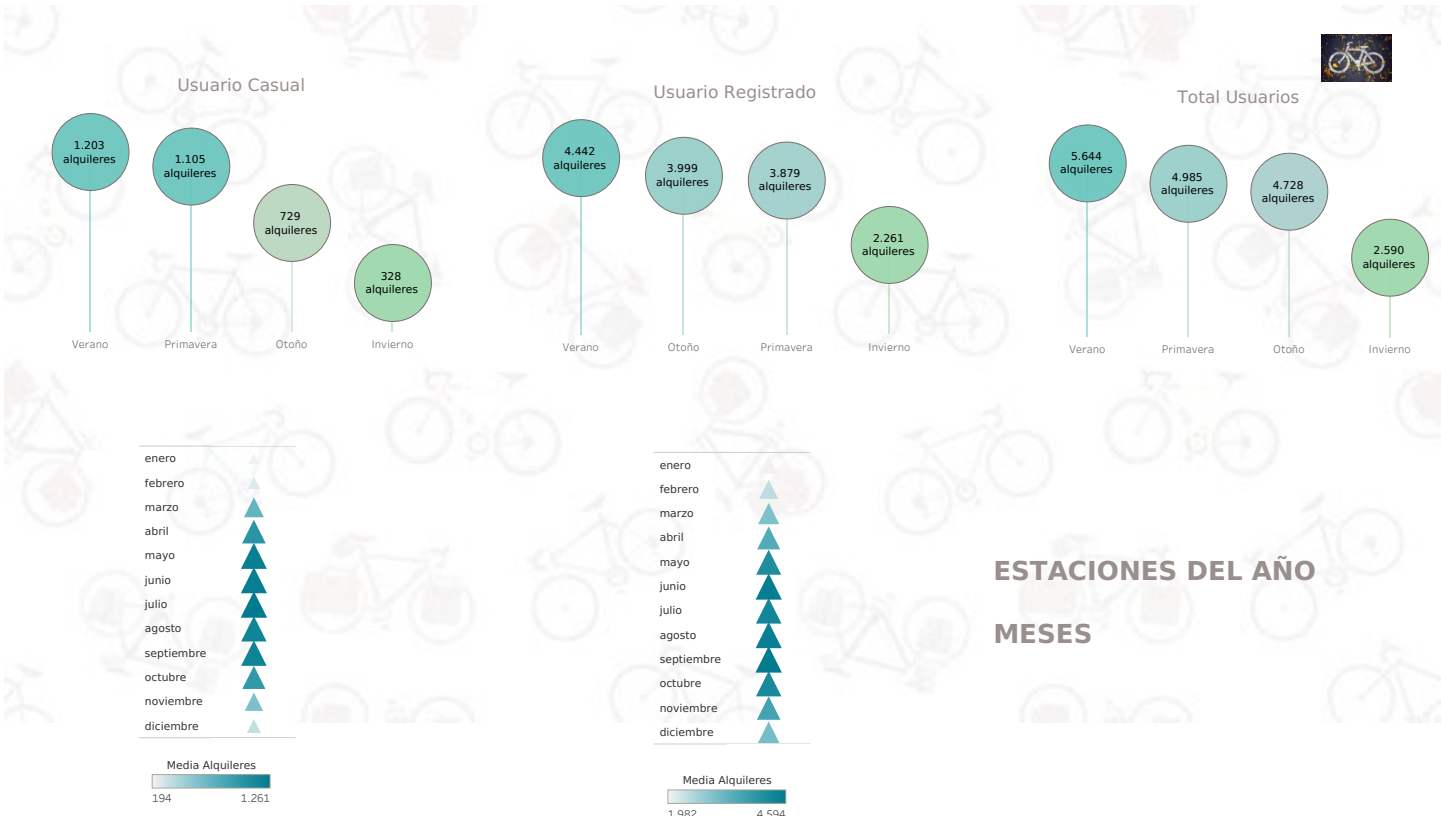 Usuario Casual
1.203
alquileres
1.105
alquileres
729
alquileres
328
alquileres
Verano
Primavera
Otoño
Invierno
Usuario Registrado
4.442
alquileres
3.999
alquileres
3.879
alquileres
2.261
alquileres
Verano
Otoño
Primavera
Invierno
Total Usuarios
5.644
alquileres
4.985
alquileres
4.728
alquileres
2.590
alquileres
Verano
Primavera
Otoño
Invierno
enero
febrero
marzo
abril
mayo
junio
julio
agosto
septiembre
octubre
noviembre
diciembre
Media Alquileres
194 1.261
enero
febrero
marzo
abril
mayo
junio
julio
agosto
septiembre
octubre
noviembre
diciembre
Media Alquileres
1.982 4.594
ESTACIONES DEL AÑO
MESES